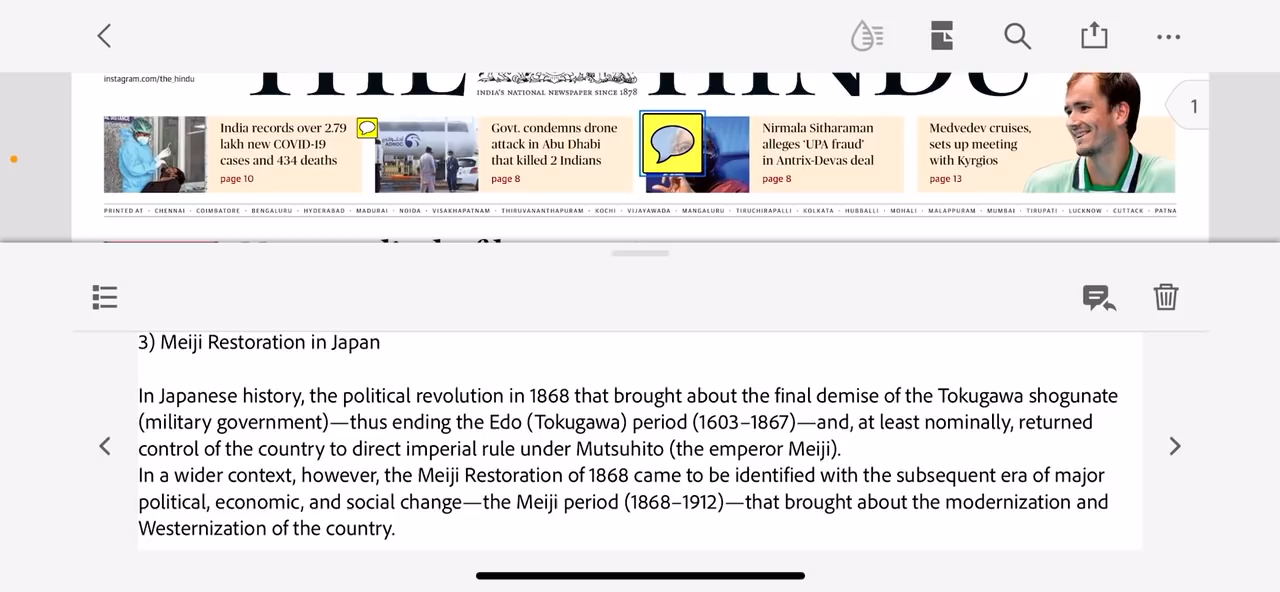 instagram.com/the_hindu
THE HINDU
INDIA'S NATIONAL NEWSPAPER SINCE 1878
1
India records over 2.79
lakh new COVID-19
cases and 434 deaths
page 10
ADNOC
Govt. condemns drone
attack in Abu Dhabi
that killed 2 Indians
page 8
Nirmala Sitharaman
alleges ‘UPA fraud’
in Antrix-Devas deal
page 8
Medvedev cruises,
sets up meeting
with Kyrgios
page 13
PRINTED AT · CHENNAI · COIMBATORE · BENGALURU · HYDERABAD · MADURAI · NOIDA · VISAKHAPATNAM · THIRUVANANTHAPURAM · KOCHI · VIJAYAWADA · MANGALURU · TIRUCHIRAPALLI · KOLKATA · HUBBALLI · MOHALI · MALAPPURAM · MUMBAI · TIRUPATI · LUCKNOW · CUTTACK · PATNA
3) Meiji Restoration in Japan
In Japanese history, the political revolution in 1868 that brought about the final demise of the Tokugawa shogunate
(military government)—thus ending the Edo (Tokugawa) period (1603–1867)—and, at least nominally, returned
control of the country to direct imperial rule under Mutsuhito (the emperor Meiji).
In a wider context, however, the Meiji Restoration of 1868 came to be identified with the subsequent era of major
political, economic, and social change—the Meiji period (1868–1912)—that brought about the modernization and
Westernization of the country.